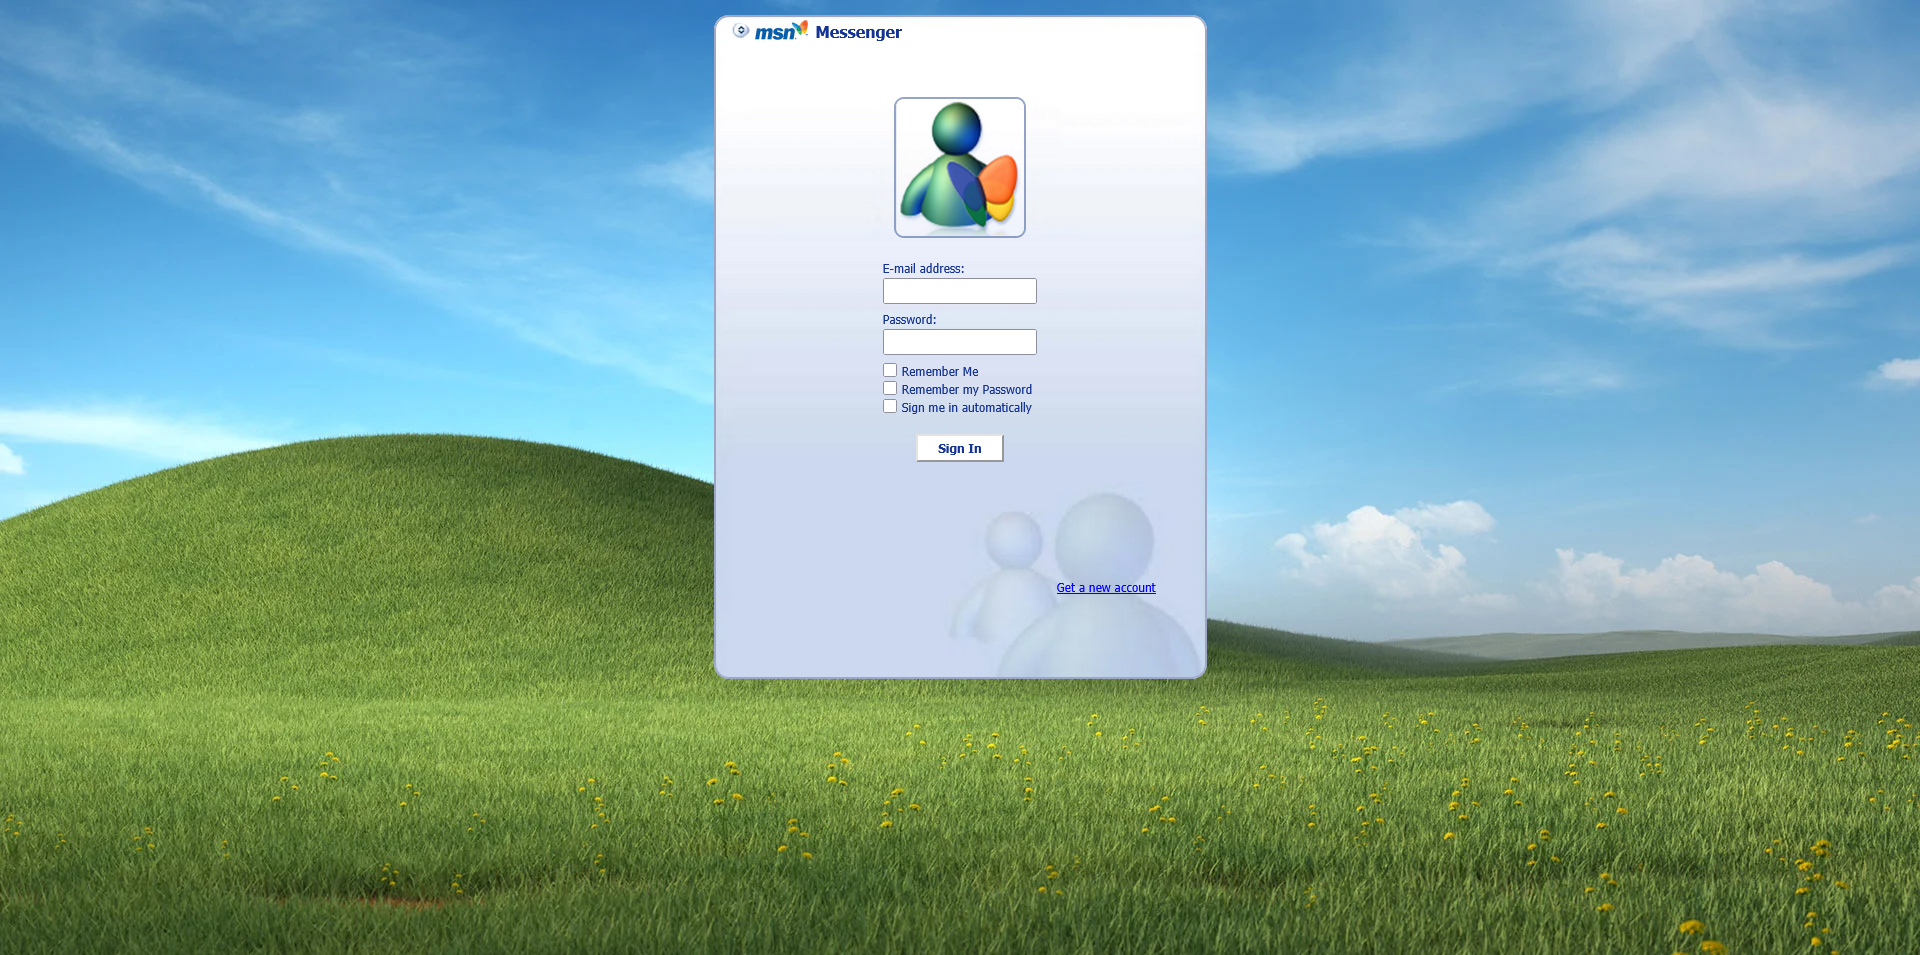 msn Messenger
E-mail address:
Password:
Remember Me
Remember my Password
Sign me in automatically
Sign In
Get a new account